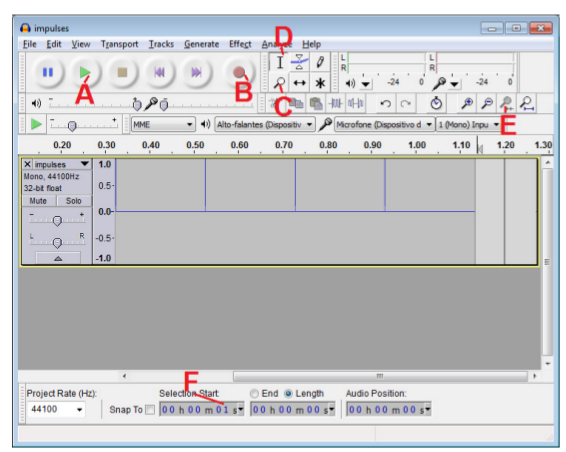 impulses
File Edit View Transport Tracks Generate Effect Analyze Help
D
L
R
L
R
-24 0
-24 0
A
B
C
E
MME
Alto-falantes (Dispositiv
Microfone (Dispositivo d
1 (Mono) Inpu
0.20 0.30 0.40 0.50 0.60 0.70 0.80 0.90 1.00 1.10 1.20 1.30
X impulses
Mono, 44100Hz
32-bit float
Mute Solo
- +
L R
1.0
0.5-
0.0-
-0.5-
-1.0
F
Project Rate (Hz): Selection Start: End Length Audio Position:
44100 Snap To 00 h 00 m 01 s 00 h 00 m 00 s 00 h 00 m 00 s